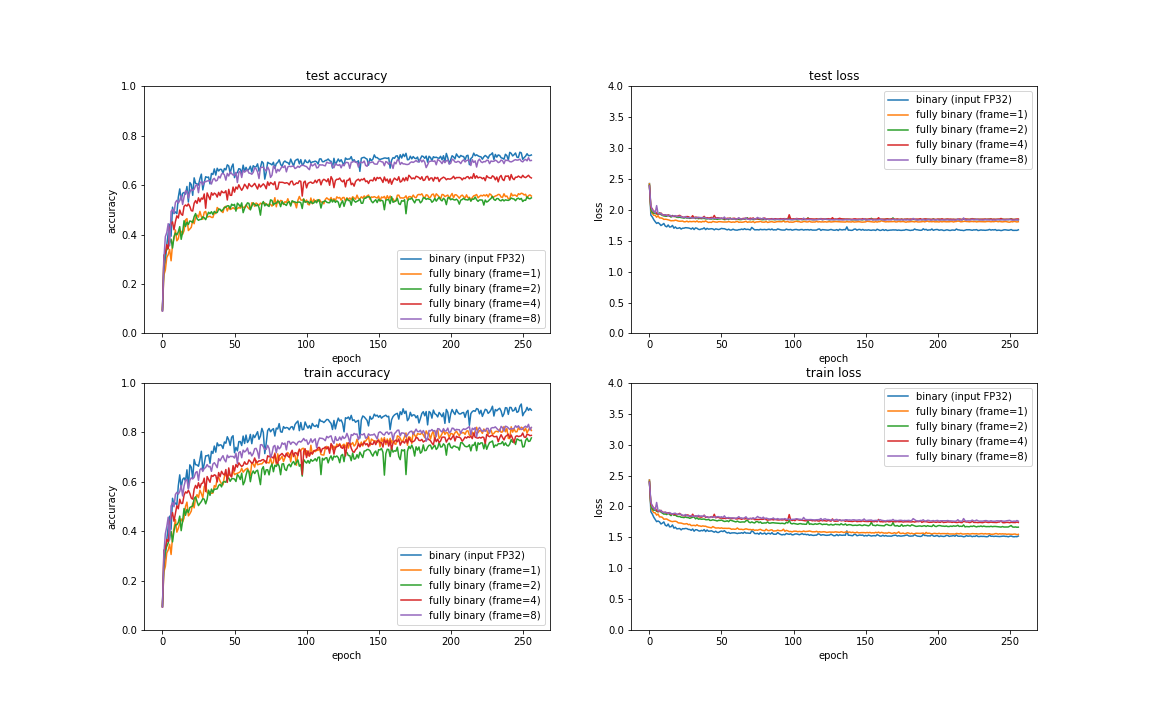 test accuracy
1.0
0.8
0.6
0.4
0.2
0.0
accuracy
0
50
100
150
200
250
epoch
binary (input FP32)
fully binary (frame=1)
fully binary (frame=2)
fully binary (frame=4)
fully binary (frame=8)
test loss
4.0
3.5
3.0
2.5
2.0
1.5
1.0
0.5
0.0
loss
0
50
100
150
200
250
epoch
binary (input FP32)
fully binary (frame=1)
fully binary (frame=2)
fully binary (frame=4)
fully binary (frame=8)
train accuracy
1.0
0.8
0.6
0.4
0.2
0.0
accuracy
0
50
100
150
200
250
epoch
binary (input FP32)
fully binary (frame=1)
fully binary (frame=2)
fully binary (frame=4)
fully binary (frame=8)
train loss
4.0
3.5
3.0
2.5
2.0
1.5
1.0
0.5
0.0
loss
0
50
100
150
200
250
epoch
binary (input FP32)
fully binary (frame=1)
fully binary (frame=2)
fully binary (frame=4)
fully binary (frame=8)